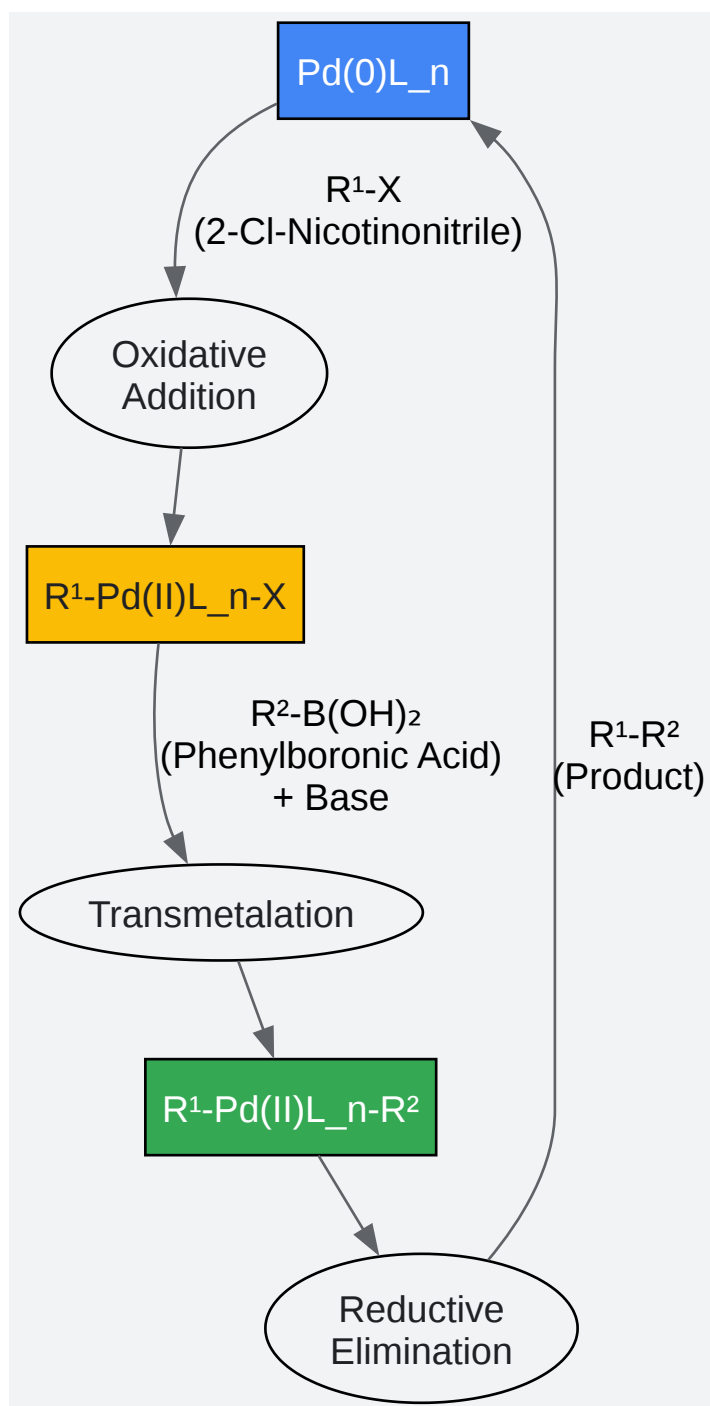 Pd(0)L_n
R¹-X
(2-Cl-Nicotinonitrile)
Oxidative
Addition
R¹-Pd(II)L_n-X
R²-B(OH)₂
(Phenylboronic Acid)
+ Base
R¹-R²
(Product)
Transmetalation
R¹-Pd(II)L_n-R²
Reductive
Elimination